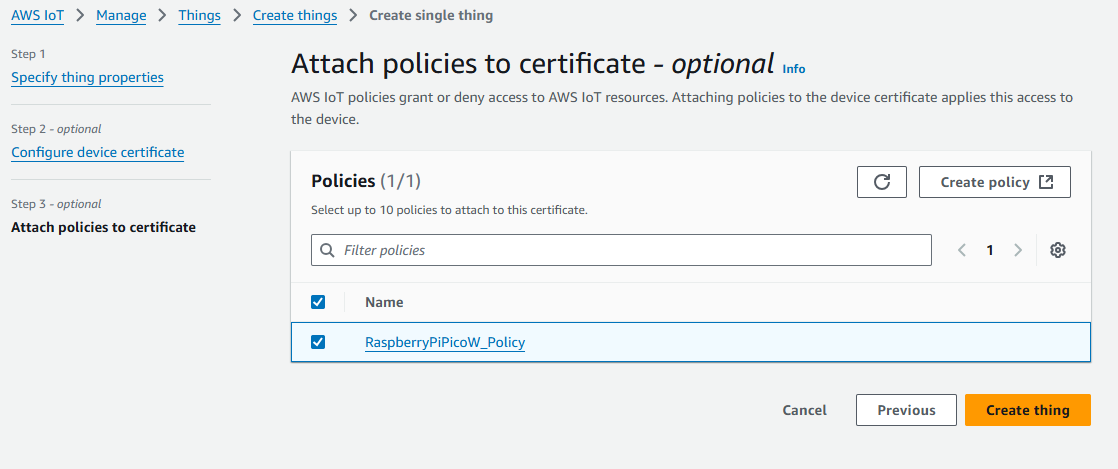 AWS IoT > Manage > Things > Create things > Create single thing
Step 1
Specify thing properties
Step 2 - optional
Configure device certificate
Step 3 - optional
Attach policies to certificate
Attach policies to certificate - optional Info
AWS IoT policies grant or deny access to AWS IoT resources. Attaching policies to the device certificate applies this access to
the device.
Policies (1/1)
Create policy
Select up to 10 policies to attach to this certificate.
Filter policies
1
Name
RaspberryPiPicoW_Policy
Cancel
Previous
Create thing